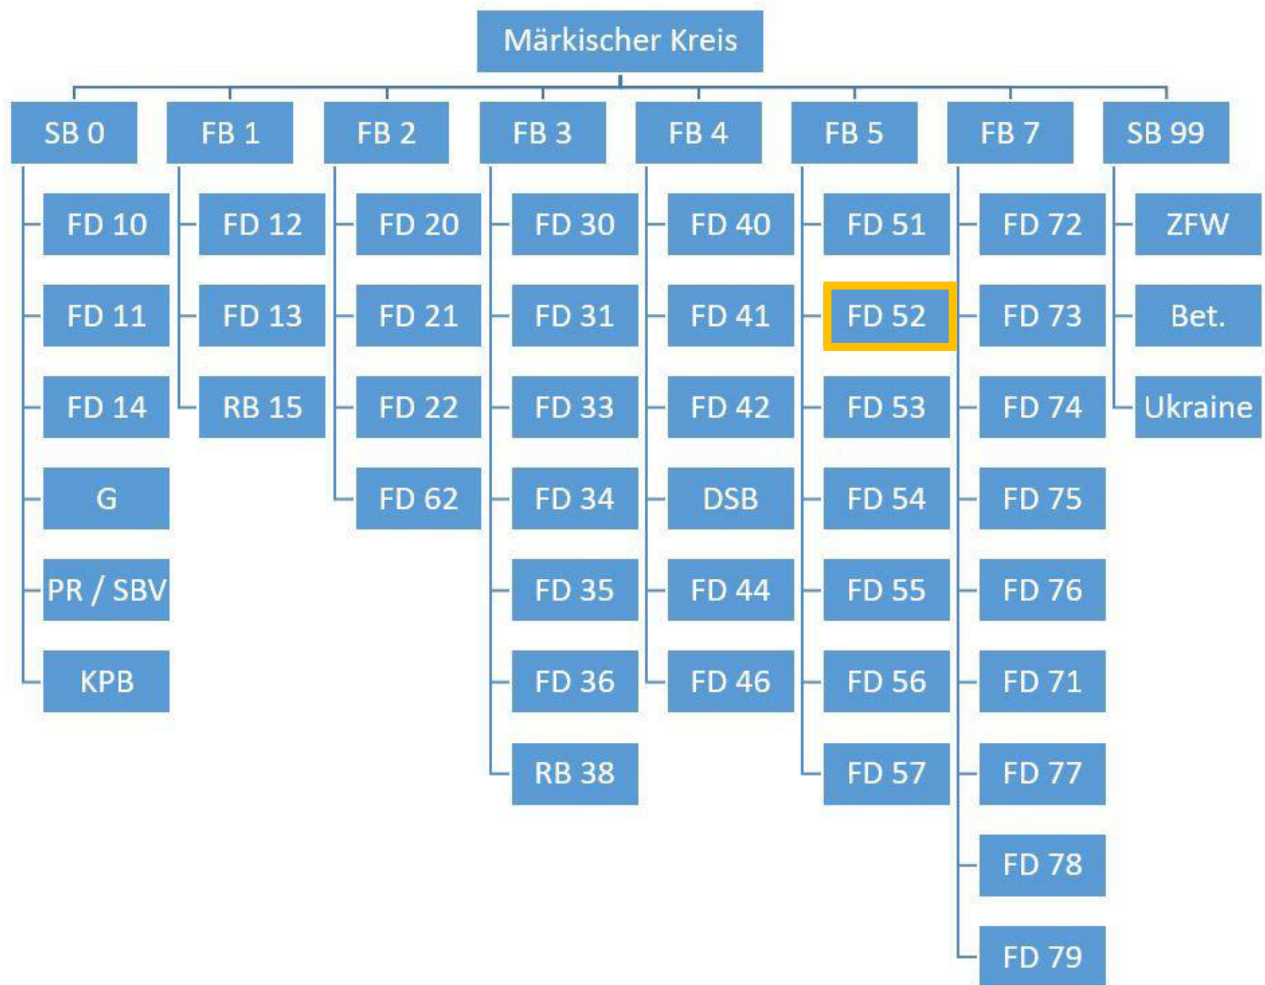 Märkischer Kreis
SB 0
FB 1
FB 2
FB 3
FB 4
FB 5
FB 7
SB 99
FD 10
FD 12
FD 20
FD 30
FD 40
FD 51
FD 72
ZFW
FD 11
FD 13
FD 21
FD 31
FD 41
FD 52
FD 73
Bet.
FD 14
RB 15
FD 22
FD 33
FD 42
FD 53
FD 74
Ukraine
G
FD 62
FD 34
DSB
FD 54
FD 75
PR / SBV
FD 35
FD 44
FD 55
FD 76
KPB
FD 36
FD 46
FD 56
FD 71
RB 38
FD 57
FD 77
FD 78
FD 79